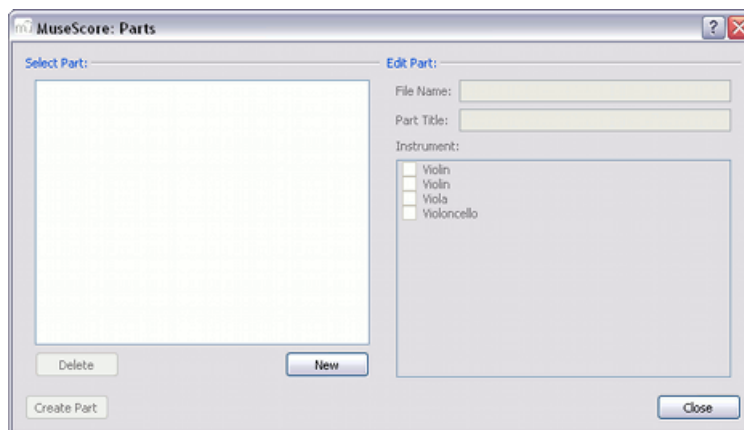 MuseScore: Parts
Select Part:
Delete
New
Create Part
Edit Part:
File Name:
Part Title:
Instrument:
Violin
Violin
Viola
Violoncello
Close